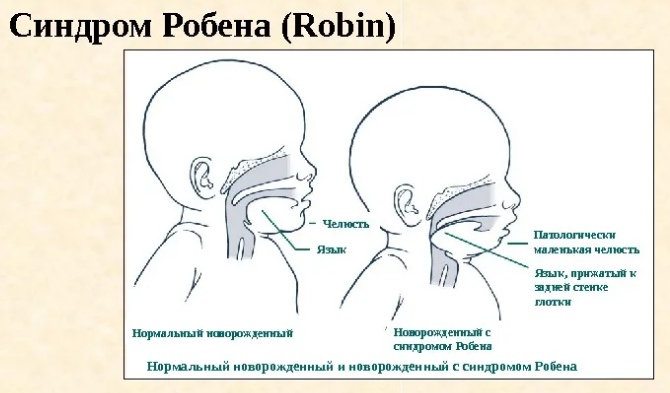 Синдром Робена (Robin)
Челюсть
Язык
Патологически
маленькая челюсть
Язык, прижатый к
задней стенке
глотки
Нормальный новорожденный
Новорожденный с
синдромом Робена
Нормальный новорожденный и новорожденный с синдромом Робена